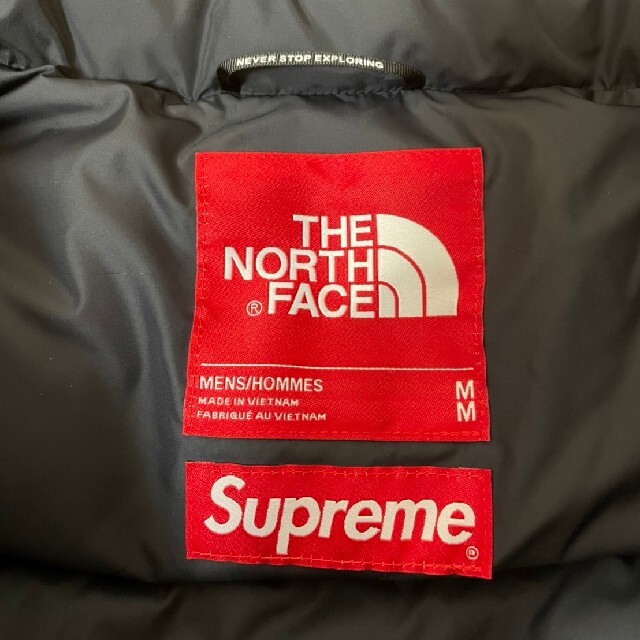 NEVER STOP EXPLORING
THE
NORTH
® FACE
MENS/HOMMES M
MADE IN VIETNAM
FABRIQUÉ AU VIETNAM M
Supreme ®